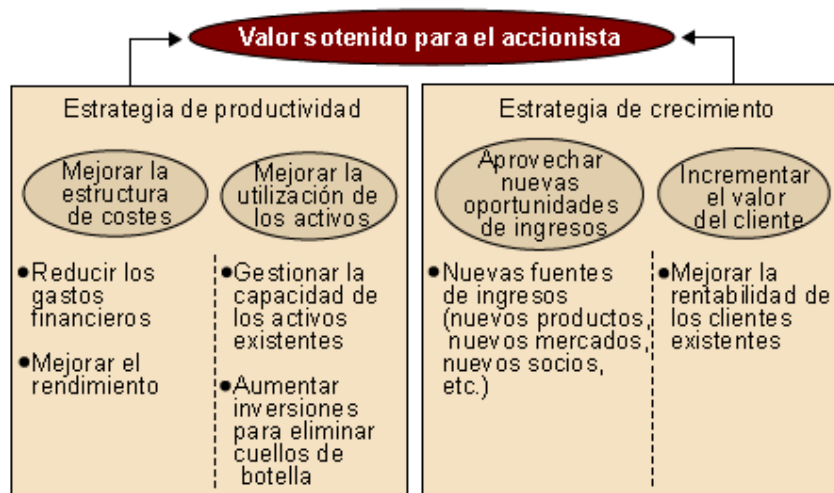 Valor sotenido para el accionista
Estrategia de productividad
Mejorar la
estructura
de costes
Mejorar la
utilización de
los activos
●Reducir los
gastos
financieros
●Mejorar el
rendimiento
●Gestionar la
capacidad de
los activos
existentes
●Aumentar
inversiones
para eliminar
cuellos de
botella
Estrategia de crecimiento
Aprovechar
nuevas
oportunidades
de ingresos
Incrementar
el valor
del cliente
●Nuevas fuentes
de ingresos
(nuevos productos,
nuevos mercados,
nuevos socios,
etc.)
●Mejorar la
rentabilidad de
los clientes
existentes